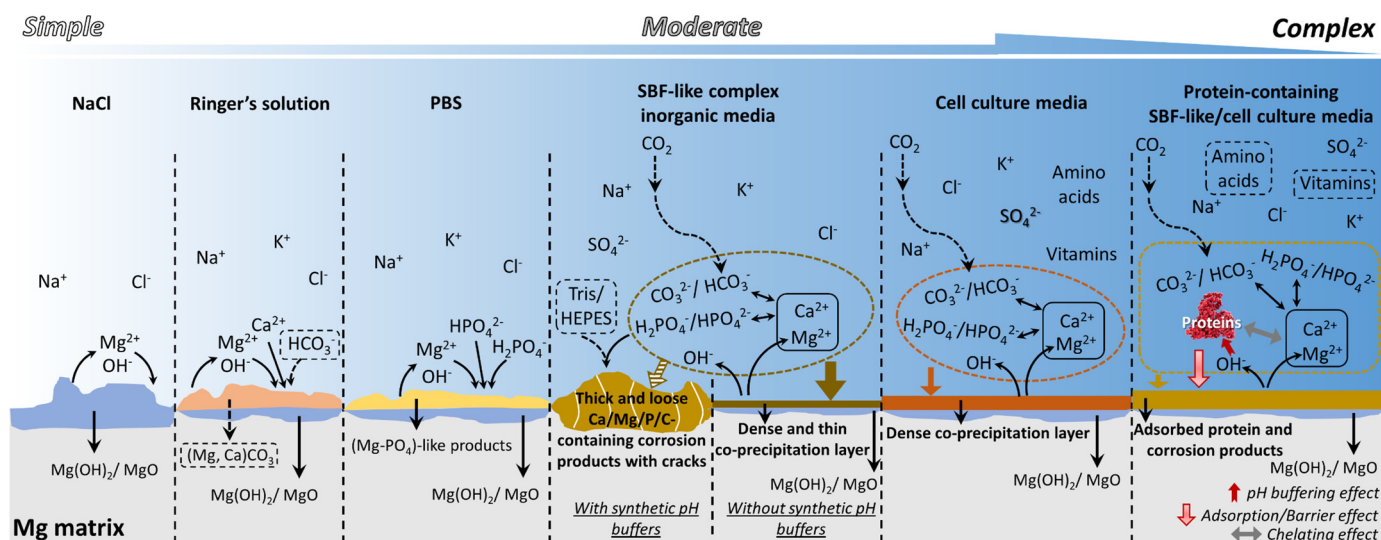 Simple
Moderate
Complex
NaCl
Na⁺
Cl⁻
Mg²⁺
OH⁻
Mg(OH)₂/ MgO
Mg matrix
Ringer's solution
K⁺
Na⁺
Cl⁻
Ca²⁺
Mg²⁺
HCO₃⁻
OH⁻
(Mg, Ca)CO₃
Mg(OH)₂/ MgO
PBS
K⁺
Na⁺
Cl⁻
HPO₄²⁻
Mg²⁺
H₂PO₄⁻
OH⁻
(Mg-PO₄)-like products
Mg(OH)₂/ MgO
SBF-like complex
inorganic media
CO₂
Na⁺
K⁺
Cl⁻
SO₄²⁻
Tris/
HEPES
CO₃²⁻/ HCO₃⁻
H₂PO₄⁻/HPO₄²⁻
Ca²⁺
Mg²⁺
OH⁻
Thick and loose
Ca/Mg/P/C-
containing corrosion
products with cracks
With synthetic pH
buffers
Dense and thin
co-precipitation layer
Mg(OH)₂/ MgO
Without synthetic pH
buffers
Cell culture media
CO₂
K⁺
Cl⁻
Amino
acids
SO₄²⁻
Na⁺
Vitamins
CO₃²⁻/ HCO₃⁻
H₂PO₄⁻/HPO₄²⁻
Ca²⁺
Mg²⁺
OH⁻
Dense co-precipitation layer
Mg(OH)₂/ MgO
Protein-containing
SBF-like/cell culture media
CO₂
Amino
acids
SO₄²⁻
Vitamins
Na⁺
Cl⁻
K⁺
CO₃²⁻/ HCO₃⁻
H₂PO₄⁻/HPO₄²⁻
Proteins
Ca²⁺
Mg²⁺
OH⁻
Adsorbed protein and
corrosion products
Mg(OH)₂/ MgO
pH buffering effect
Adsorption/Barrier effect
Chelating effect